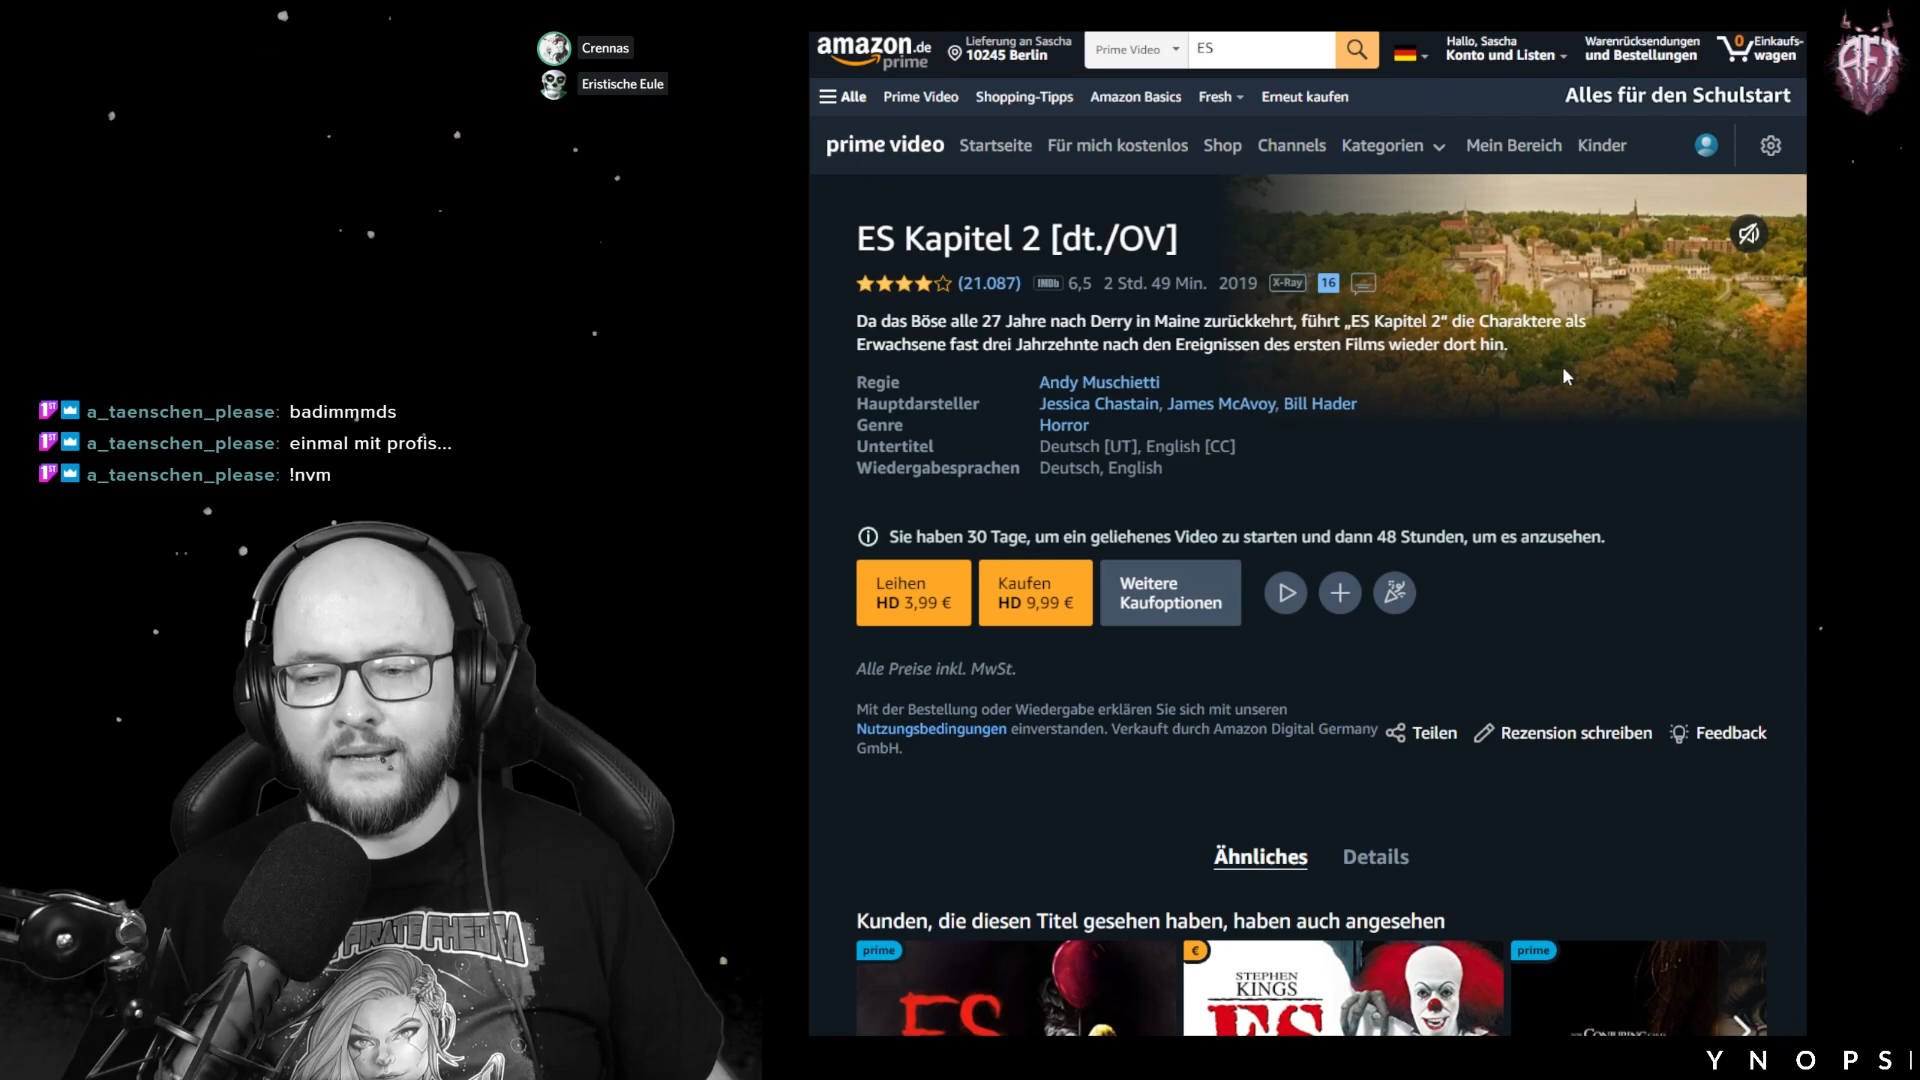 Crennas
Eristische Eule
a_taenschen_please: badimmmds
a_taenschen_please: einmal mit profis...
a_taenschen_please: !nvm
amazon.de
prime
Lieferung an Sascha
10245 Berlin
Prime Video
ES
Hallo, Sascha
Konto und Listen
Warenrücksendungen
und Bestellungen
0
Einkaufs-
wagen
Alle
Prime Video
Shopping-Tipps
Amazon Basics
Fresh
Erneut kaufen
Alles für den Schulstart
prime video
Startseite
Für mich kostenlos
Shop
Channels
Kategorien
Mein Bereich
Kinder
ES Kapitel 2 [dt./OV]
(21.087) IMDb 6,5 2 Std. 49 Min. 2019 X-Ray 16
Da das Böse alle 27 Jahre nach Derry in Maine zurückkehrt, führt „ES Kapitel 2“ die Charaktere als
Erwachsene fast drei Jahrzehnte nach den Ereignissen des ersten Films wieder dort hin.
Regie Andy Muschietti
Hauptdarsteller Jessica Chastain, James McAvoy, Bill Hader
Genre Horror
Untertitel Deutsch [UT], English [CC]
Wiedergabesprachen Deutsch, English
Sie haben 30 Tage, um ein geliehenes Video zu starten und dann 48 Stunden, um es anzusehen.
Leihen
HD 3,99 €
Kaufen
HD 9,99 €
Weitere
Kaufoptionen
Alle Preise inkl. MwSt.
Mit der Bestellung oder Wiedergabe erklären Sie sich mit unseren
Nutzungsbedingungen einverstanden. Verkauft durch Amazon Digital Germany
GmbH.
Teilen
Rezension schreiben
Feedback
Ähnliches
Details
Kunden, die diesen Titel gesehen haben, haben auch angesehen
prime
ES
€
STEPHEN
KINGS
ES
prime
CONJURING
PIRATE PHEDRA
YNOPS